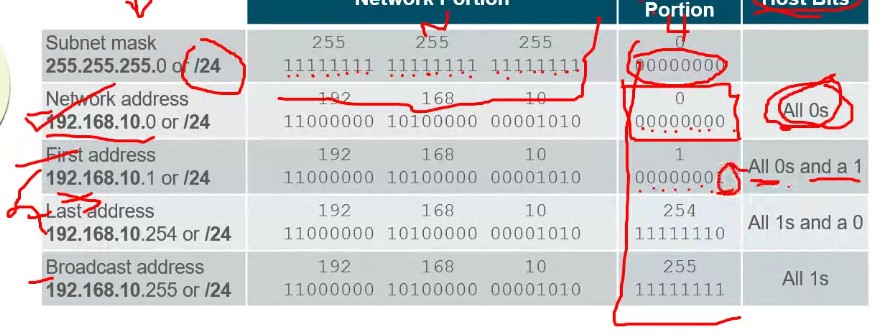 Network Portion
Portion
Host Bits
Subnet mask 255 255 255 0
255.255.255.0 or /24 11111111 11111111 11111111 00000000
Network address 192 168 10 0 All 0s
192.168.10.0 or /24 11000000 10100000 00001010 00000000
First address 192 168 10 1 All 0s and a 1
192.168.10.1 or /24 11000000 10100000 00001010 00000001
Last address 192 168 10 254 All 1s and a 0
192.168.10.254 or /24 11000000 10100000 00001010 11111110
Broadcast address 192 168 10 255 All 1s
192.168.10.255 or /24 11000000 10100000 00001010 11111111